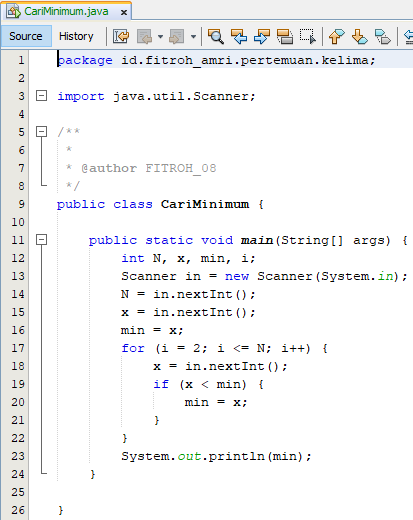 CariMinimum.java x
Source History
1 package id.fitroh_amri.pertemuan.kelima;
2
3 import java.util.Scanner;
4
5 /**
6 *
7 * @author FITROH_08
8 */
9 public class CariMinimum {
10
11 public static void main(String[] args) {
12 int N, x, min, i;
13 Scanner in = new Scanner(System.in);
14 N = in.nextInt();
15 x = in.nextInt();
16 min = x;
17 for (i = 2; i <= N; i++) {
18 x = in.nextInt();
19 if (x < min) {
20 min = x;
21 }
22 }
23 System.out.println(min);
24 }
25
26 }